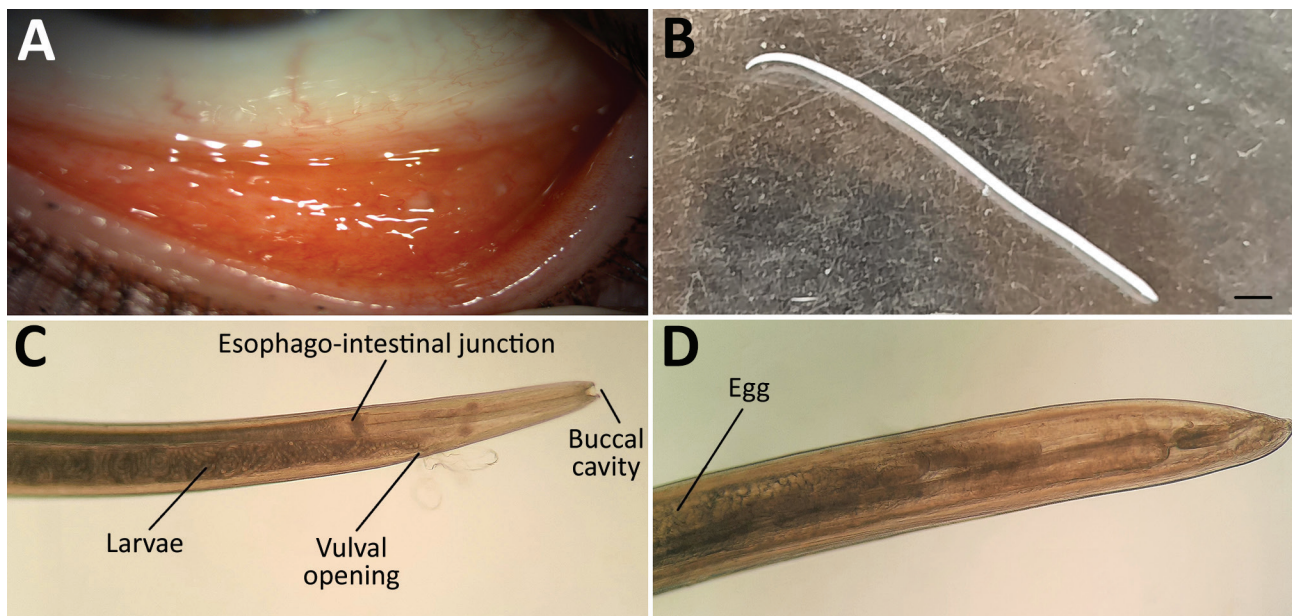 A
B
C
Esophago-intestinal junction
Buccal
cavity
Larvae
Vulval
opening
D
Egg